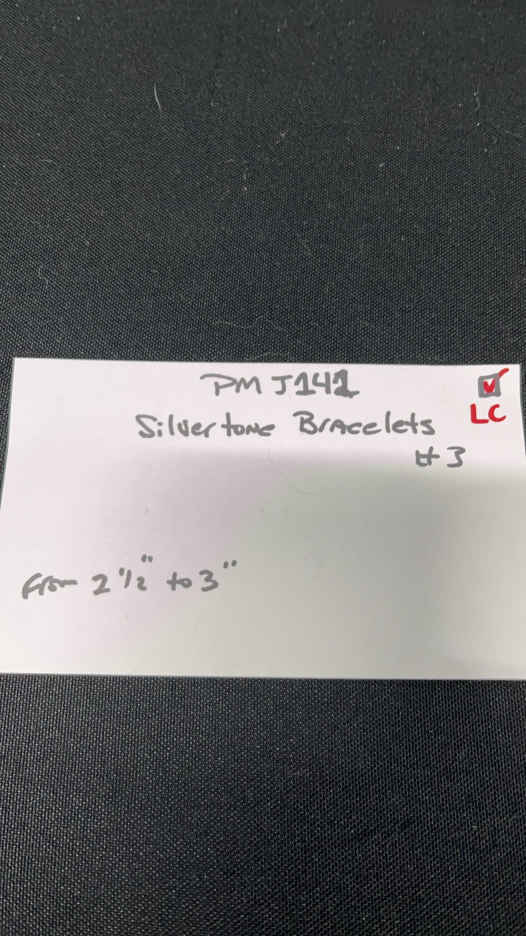 PM J141
Silvertone Bracelets
LC
#3
From 2 1/2" to 3"